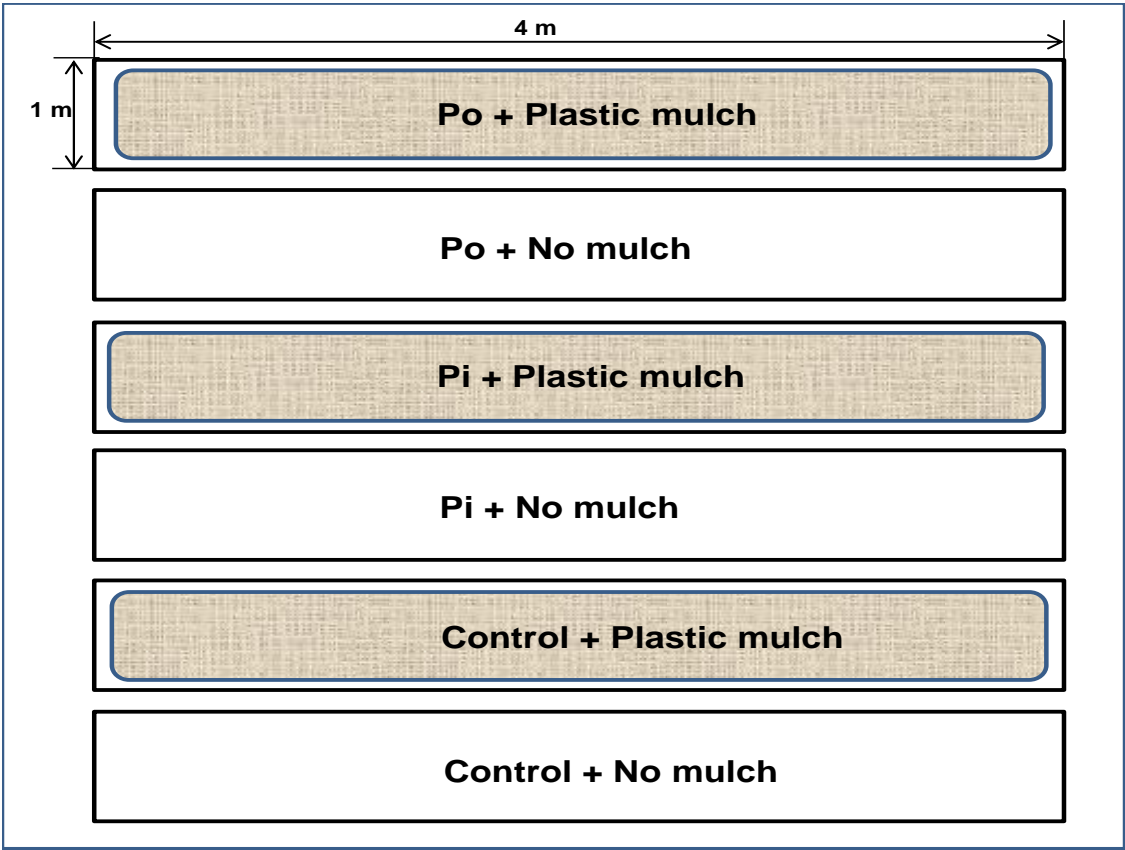 4 m
1 m
Po + Plastic mulch
Po + No mulch
Pi + Plastic mulch
Pi + No mulch
Control + Plastic mulch
Control + No mulch